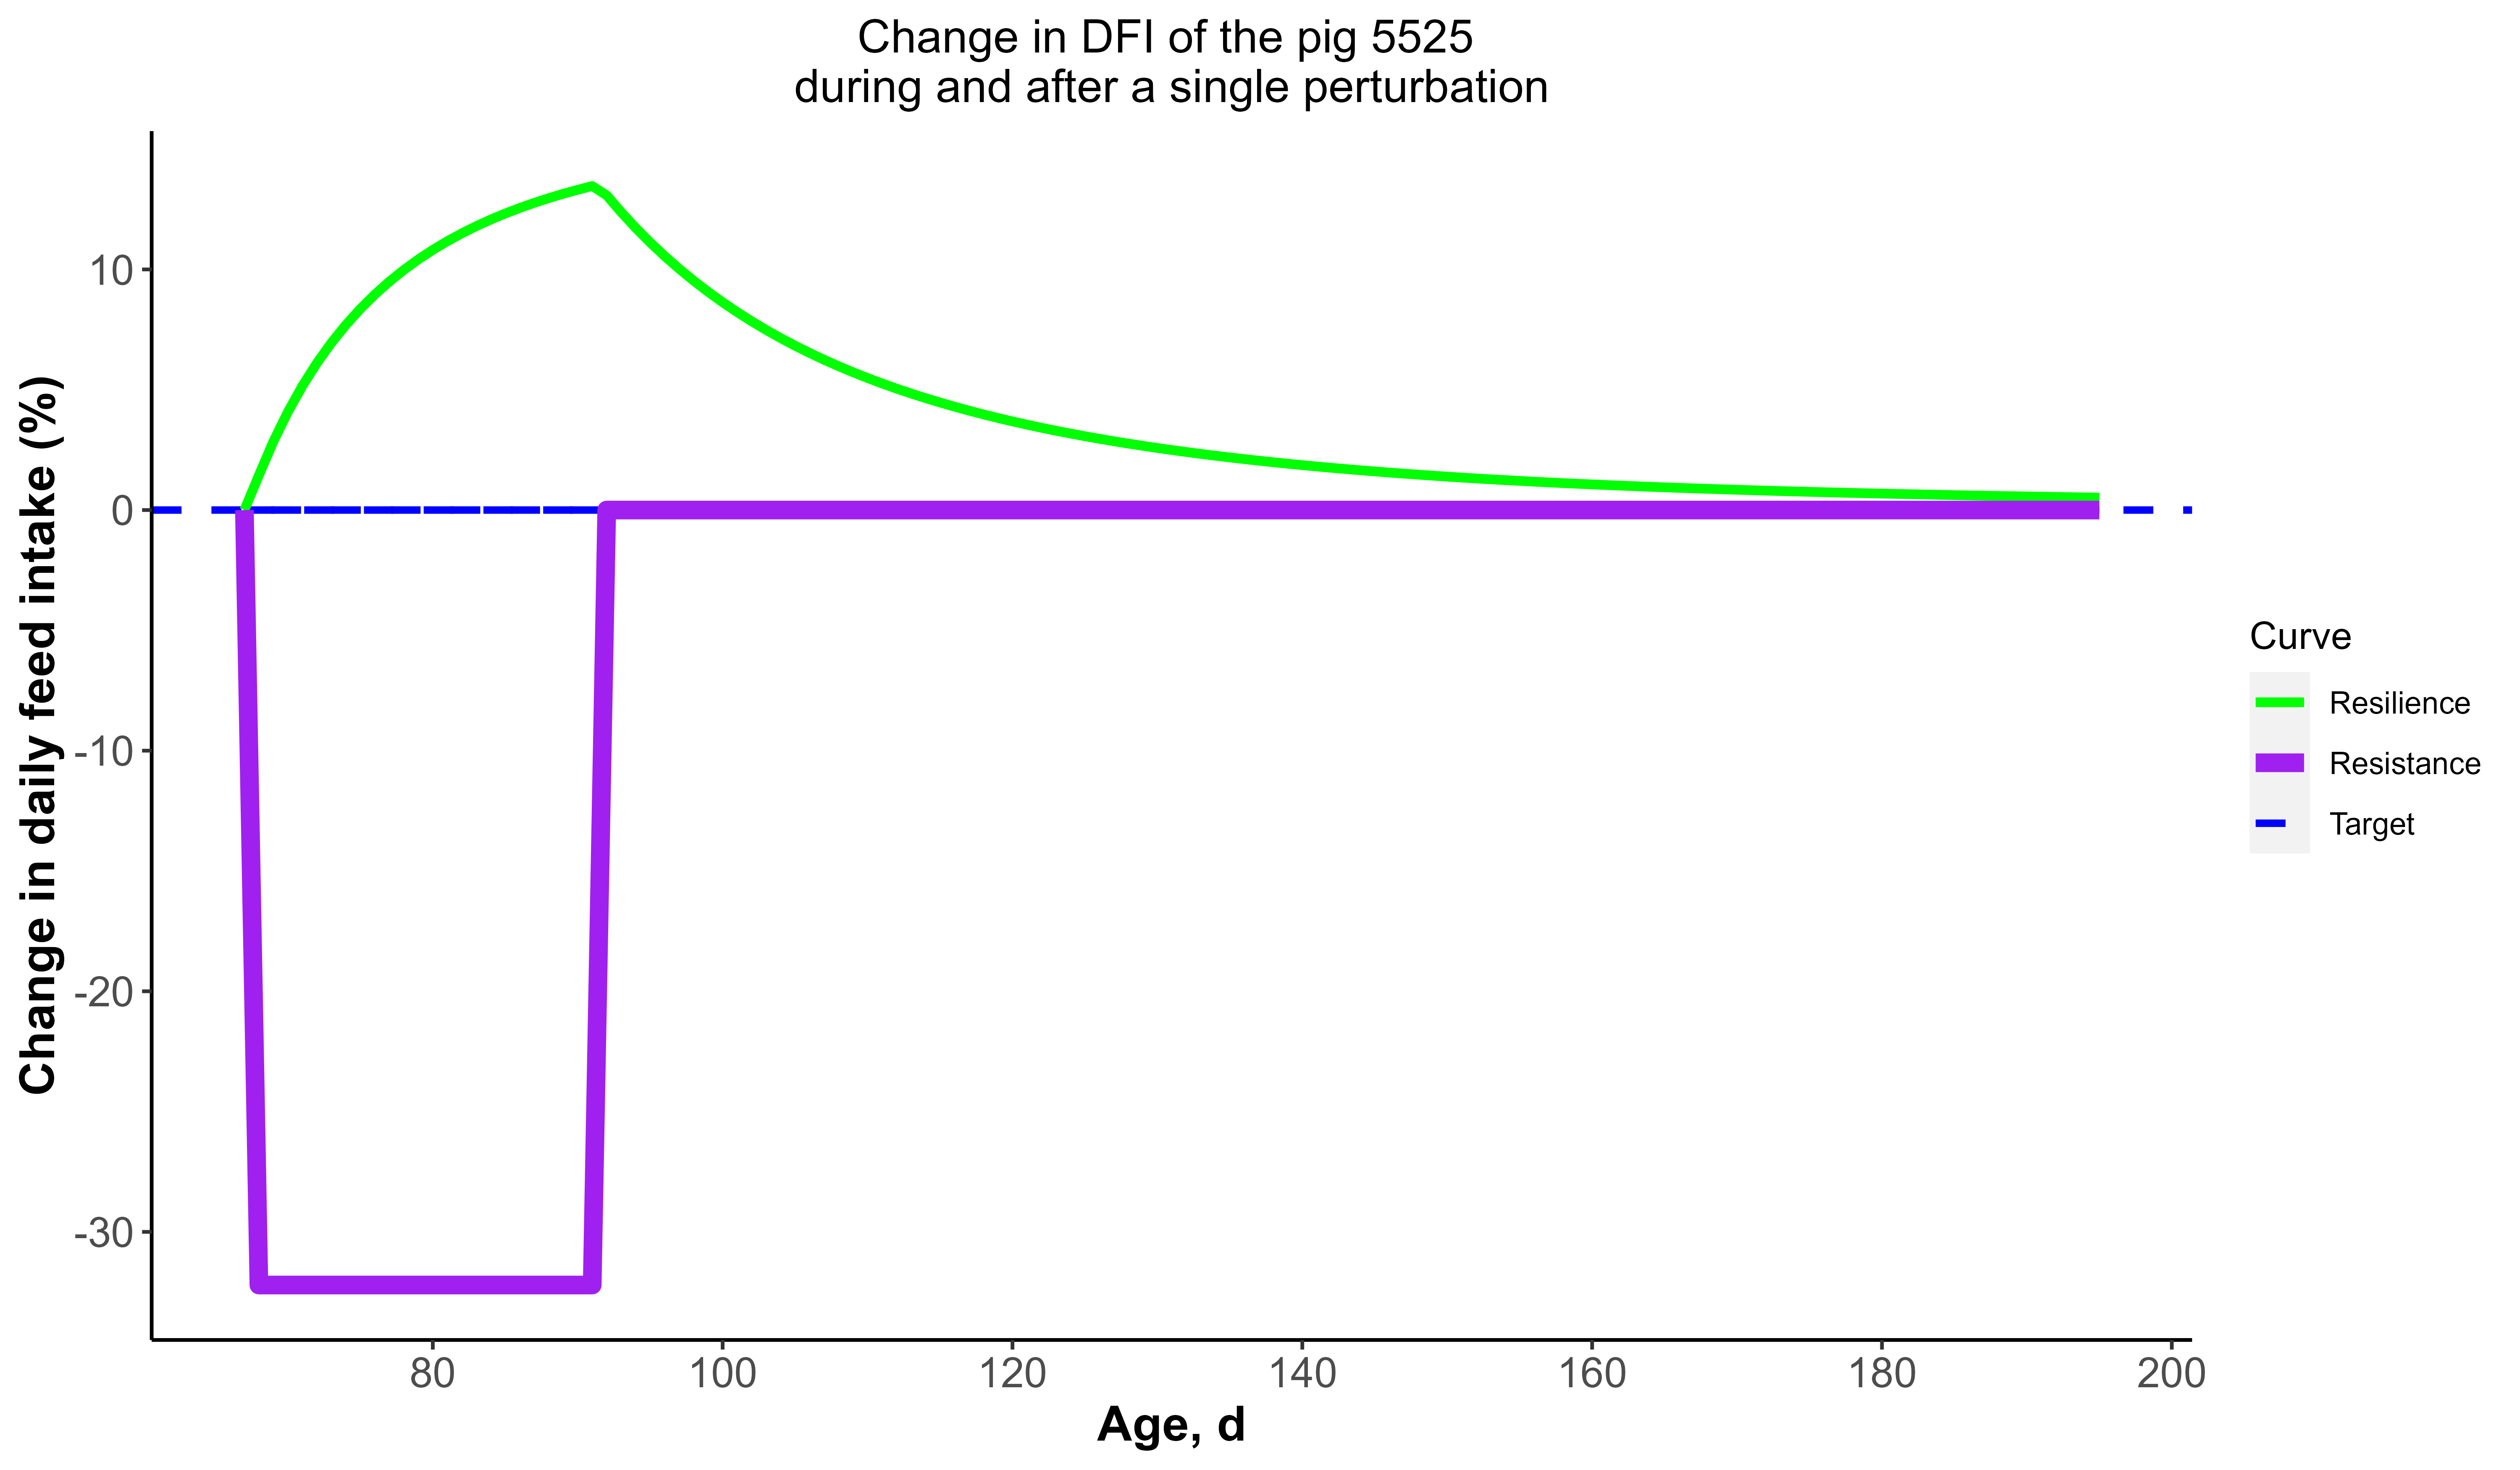 Change in DFI of the pig 5525
during and after a single perturbation
Change in daily feed intake (%)
10
0
-10
-20
-30
80
100
120
140
160
180
200
Age, d
Curve
Resilience
Resistance
Target